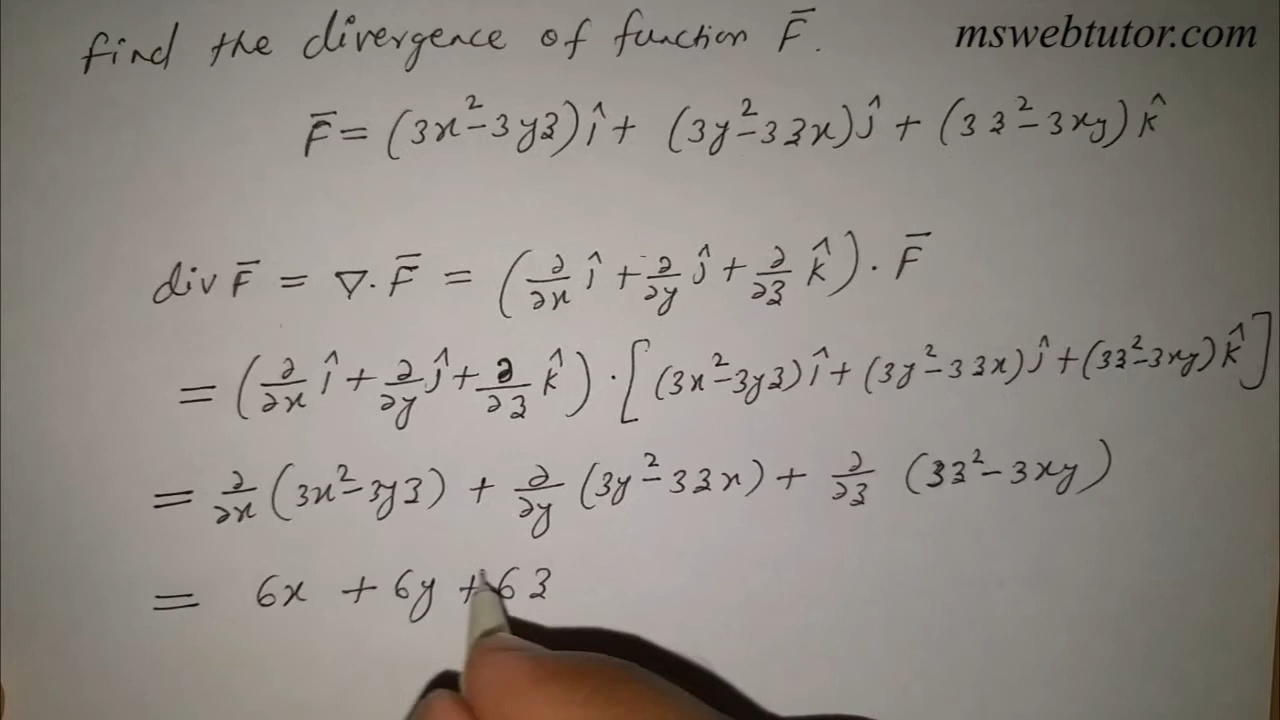 find the divergence of function F̄.
mswebtutor.com
F̄ = (3x² - 3yz) î + (3y² - 3zx) ĵ + (3z² - 3xy) k̂
div F̄ = ∇ . F̄ = (∂/∂x î + ∂/∂y ĵ + ∂/∂z k̂) . F̄
= (∂/∂x î + ∂/∂y ĵ + ∂/∂z k̂) . [(3x² - 3yz) î + (3y² - 3zx) ĵ + (3z² - 3xy) k̂]
= ∂/∂x (3x² - 3yz) + ∂/∂y (3y² - 3zx) + ∂/∂z (3z² - 3xy)
= 6x + 6y + 6z